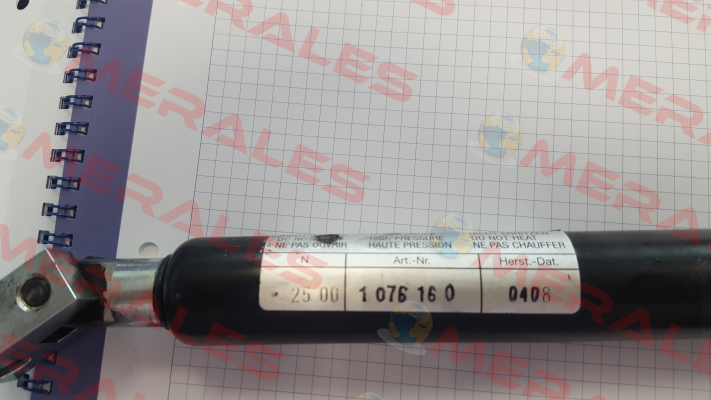 MERALES
MERALES
MERALES
MERALES
HIGH PRESSURE DO NOT HEAT
NE PAS OUVRIR HAUTE PRESSION NE PAS CHAUFFER
N Art.-Nr. Herst.-Dat.
2500 1 076 16 0 0408